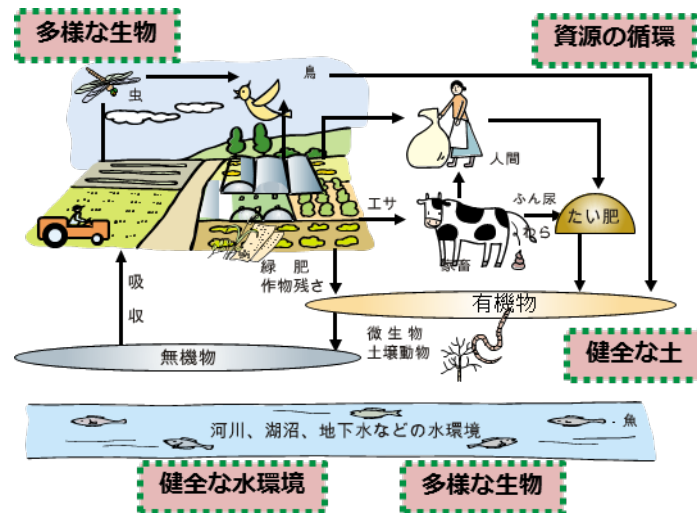 多様な生物
資源の循環
虫
鳥
人間
エサ
ふん尿
わら
たい肥
家畜
緑 肥
作物残さ
吸
収
有機物
微生物
土壌動物
無機物
健全な土
河川、湖沼、地下水などの水環境
魚
健全な水環境
多様な生物